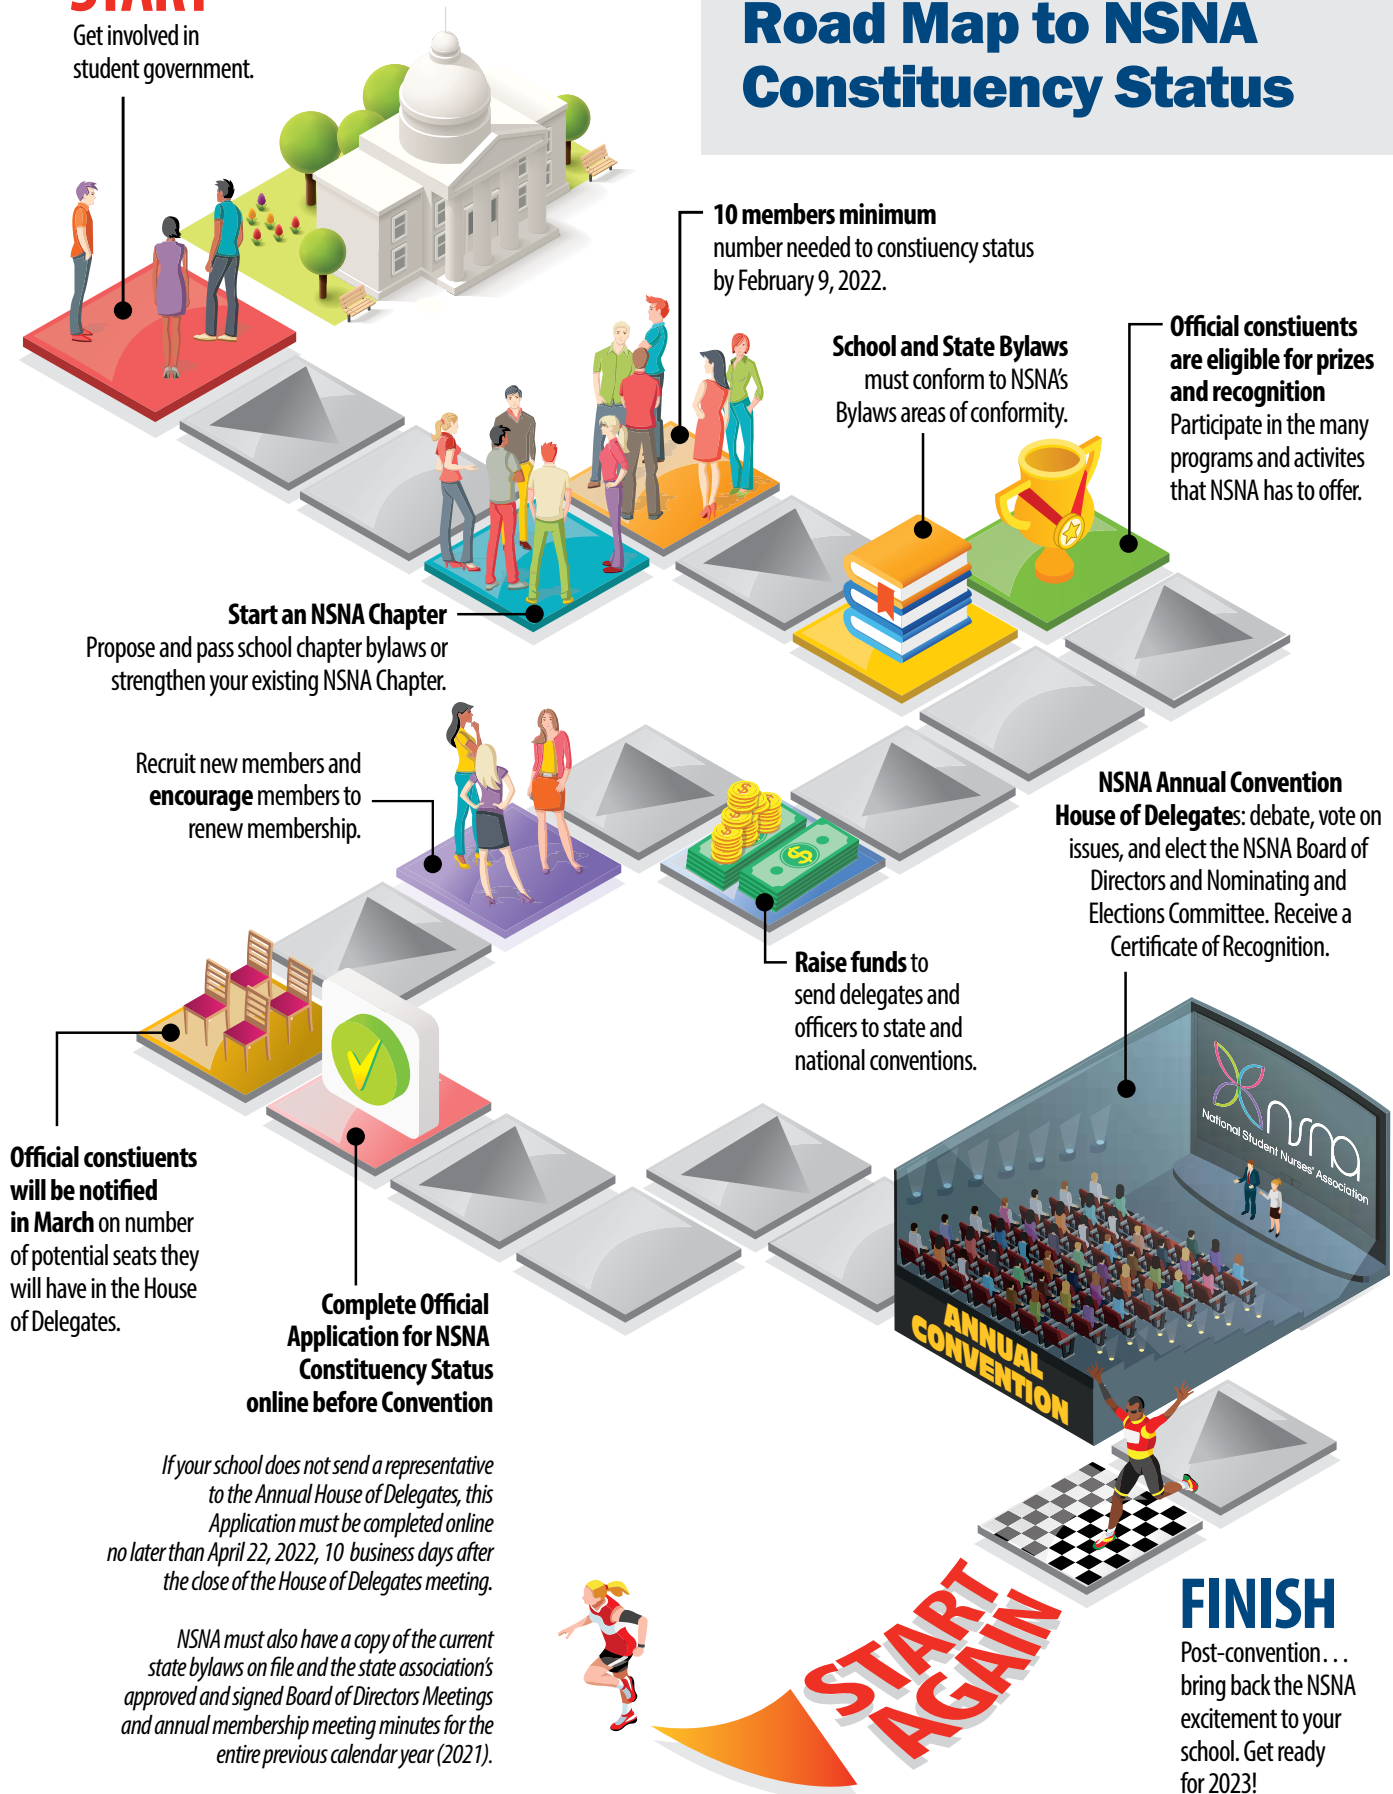 START
Get involved in
student government.
Road Map to NSNA
Constituency Status
10 members minimum
number needed to constiuency status
by February 9, 2022.
School and State Bylaws
must conform to NSNA's
Bylaws areas of conformity.
Official constiuents
are eligible for prizes
and recognition
Participate in the many
programs and activites
that NSNA has to offer.
Start an NSNA Chapter
Propose and pass school chapter bylaws or
strengthen your existing NSNA Chapter.
Recruit new members and
encourage members to
renew membership.
Raise funds to
send delegates and
officers to state and
national conventions.
NSNA Annual Convention
House of Delegates: debate, vote on
issues, and elect the NSNA Board of
Directors and Nominating and
Elections Committee. Receive a
Certificate of Recognition.
nsna
National Student Nurses' Association
ANNUAL
CONVENTION
Official constiuents
will be notified
in March on number
of potential seats they
will have in the House
of Delegates.
Complete Official
Application for NSNA
Constituency Status
online before Convention
If your school does not send a representative
to the Annual House of Delegates, this
Application must be completed online
no later than April 22, 2022, 10 business days after
the close of the House of Delegates meeting.
NSNA must also have a copy of the current
state bylaws on file and the state association's
approved and signed Board of Directors Meetings
and annual membership meeting minutes for the
entire previous calendar year (2021).
START
AGAIN
FINISH
Post-convention...
bring back the NSNA
excitement to your
school. Get ready
for 2023!